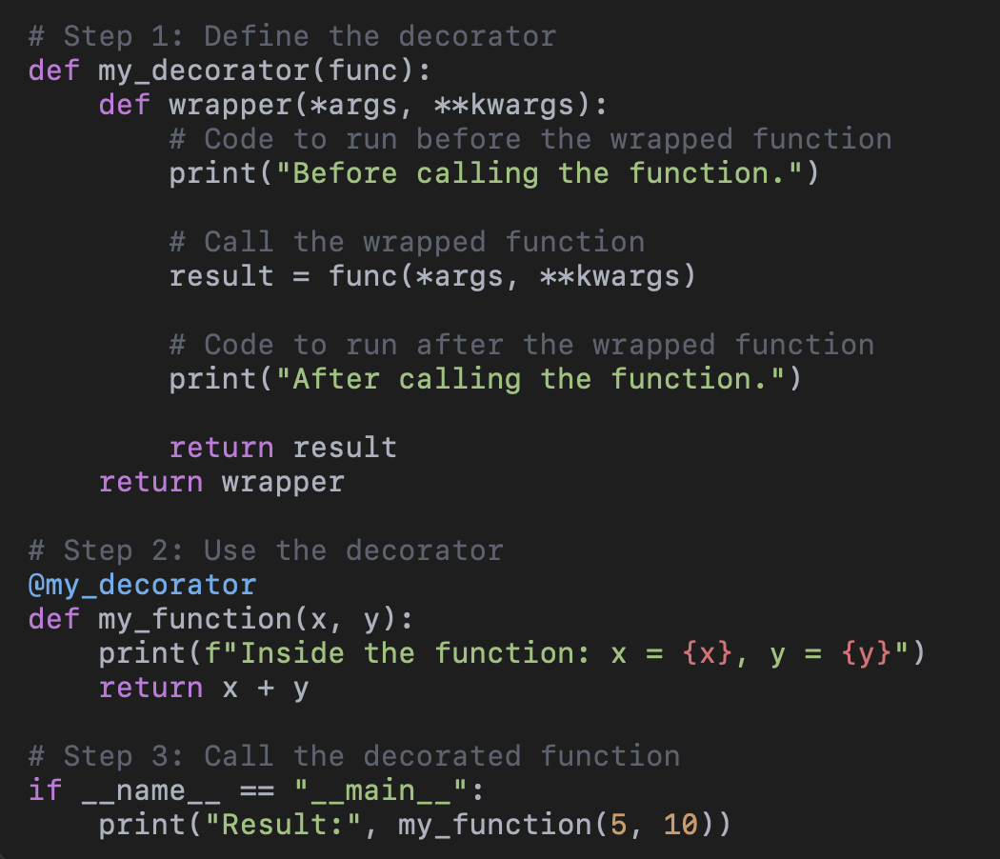 # Step 1: Define the decorator
def my_decorator(func):
    def wrapper(*args, **kwargs):
        # Code to run before the wrapped function
        print("Before calling the function.")

        # Call the wrapped function
        result = func(*args, **kwargs)

        # Code to run after the wrapped function
        print("After calling the function.")

        return result
    return wrapper

# Step 2: Use the decorator
@my_decorator
def my_function(x, y):
    print(f"Inside the function: x = {x}, y = {y}")
    return x + y

# Step 3: Call the decorated function
if __name__ == "__main__":
    print("Result:", my_function(5, 10))